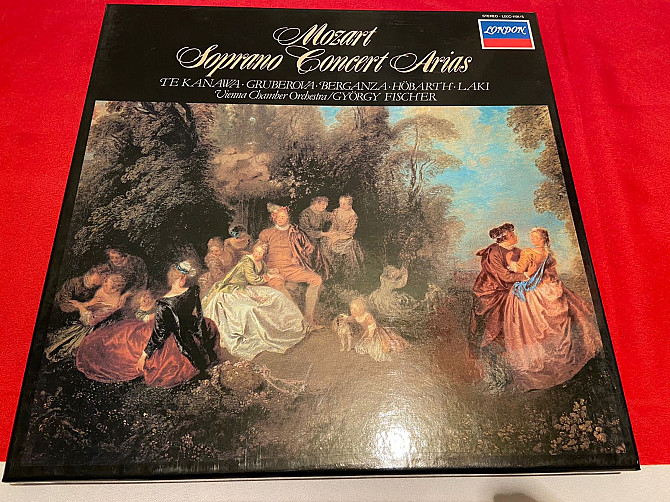 Mozart
Soprano Concert Arias
TE KANAWA · GRUBEROVA · BERGANZA · HÖBARTH · LAKI
Vienna Chamber Orchestra/GYÖRGY FISCHER
LONDON